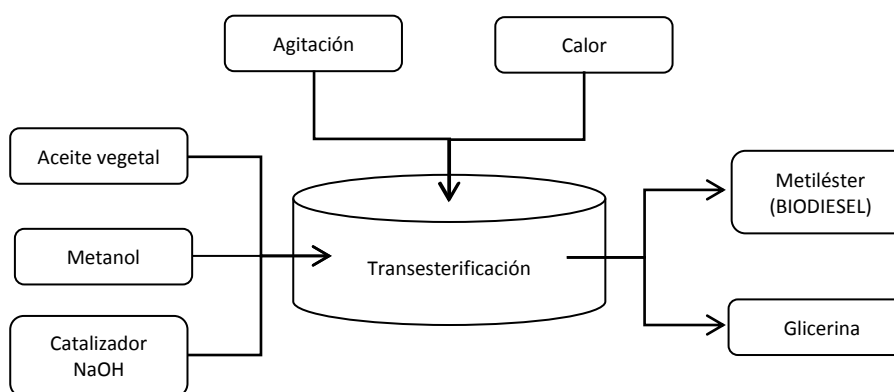 Agitación
Calor
Aceite vegetal
Metanol
Catalizador
NaOH
Transesterificación
Metiléster
(BIODIESEL)
Glicerina